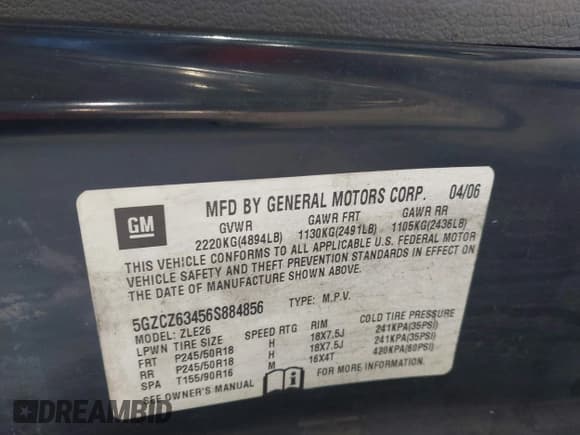 GM
MFD BY GENERAL MOTORS CORP. 04/06
GVWR GAWR FRT GAWR RR
2220KG(4894LB) 1130KG(2491LB) 1105KG(2436LB)
THIS VEHICLE CONFORMS TO ALL APPLICABLE U.S. FEDERAL MOTOR
VEHICLE SAFETY AND THEFT PREVENTION STANDARDS IN EFFECT ON
THE DATE OF MANUFACTURE SHOWN ABOVE.
5GZCZ63456S884856 TYPE: M.P.V.
MODEL: ZLE26
LPWN TIRE SIZE SPEED RTG RIM COLD TIRE PRESSURE
FRT P245/50R18 H 18X7.5J 241KPA(35PSI)
RR P245/50R18 H 18X7.5J 241KPA(35PSI)
SPA T155/90R16 M 16X4T 420KPA(60PSI)
SEE OWNER'S MANUAL FOR MORE INFORMATION.
DREAMBID